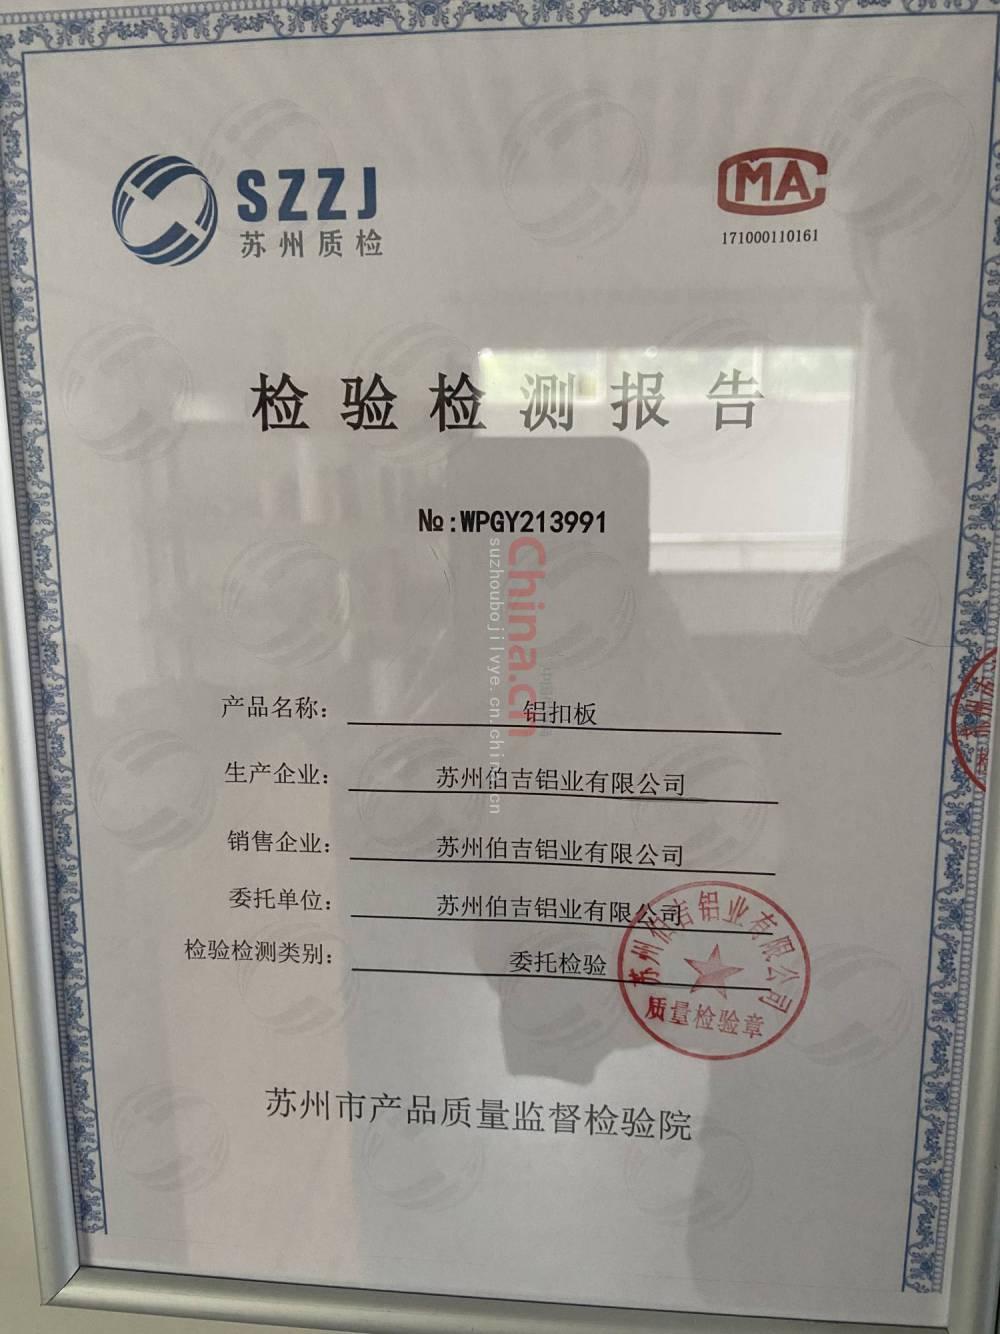 SZZJ
苏州质检
CMA
171000110161
检验检测报告
№:WPGY213991
China.cn
suzhoubojilvye.cn.china.cn
产品名称: 铝扣板
生产企业: 苏州伯吉铝业有限公司
销售企业: 苏州伯吉铝业有限公司
委托单位: 苏州伯吉铝业有限公司
检验检测类别: 委托检验
苏州伯吉铝业有限公司
质量检验章
苏州市产品质量监督检验院